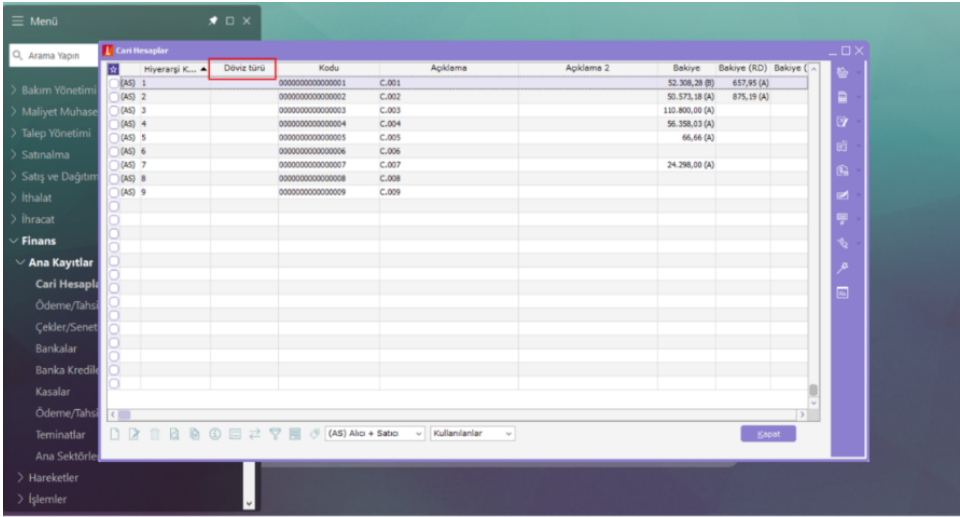 Menü
Arama Yapın
Bakım Yönetimi
Maliyet Muhase
Talep Yönetimi
Satınalma
Satış ve Dağıtım
İthalat
İhracat
Finans
Ana Kayıtlar
Cari Hesapla
Ödeme/Tahsi
Çekler/Senet
Bankalar
Banka Kredile
Kasalar
Ödeme/Tahsi
Teminatlar
Ana Sektörle
Hareketler
İşlemler
Cari Hesaplar
Hiyerarşi K... Döviz türü Kodu Açıklama Açıklama 2 Bakiye Bakiye (RD) Bakiye (
(AS) 1 0000000000000001 C.001 52.308,28 (B) 657,95 (A)
(AS) 2 0000000000000002 C.002 50.573,18 (A) 875,19 (A)
(AS) 3 0000000000000003 C.003 110.800,00 (A)
(AS) 4 0000000000000004 C.004 56.358,03 (A)
(AS) 5 0000000000000005 C.005 66,66 (A)
(AS) 6 0000000000000006 C.006
(AS) 7 0000000000000007 C.007 24.298,00 (A)
(AS) 8 0000000000000008 C.008
(AS) 9 0000000000000009 C.009
(AS) Alıcı + Satıcı Kullanılanlar Kapat